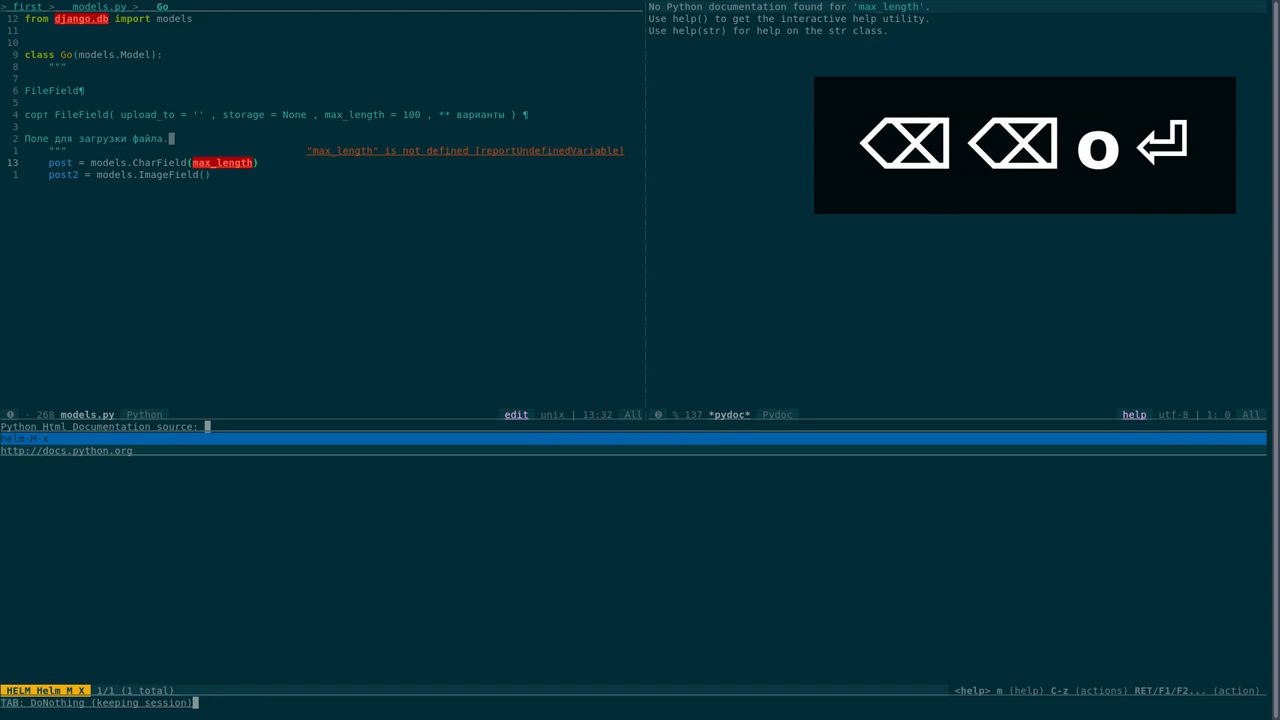 > first > models.py > Go
12 from django.db import models
11
10
9 class Go(models.Model):
8 """
7
6 FileField¶
5
4 сорт FileField( upload_to = '' , storage = None , max_length = 100 , ** варианты ) ¶
3
2 Поле для загрузки файла.
1 """ "max_length" is not defined [reportUndefinedVariable]
13 post = models.CharField(max_length)
1 post2 = models.ImageField()
No Python documentation found for 'max_length'.
Use help() to get the interactive help utility.
Use help(str) for help on the str class.
⌫ ⌫ o ⏎
❶ - 268 models.py Python edit unix | 13:32 All
❷ % 137 *pydoc* Pydoc help utf-8 | 1: 0 All
Python Html Documentation source:
helm-M-x
http://docs.python.org
HELM Helm M X 1/1 (1 total) <help> m (help) C-z (actions) RET/F1/F2... (action)
TAB: DoNothing (keeping session)